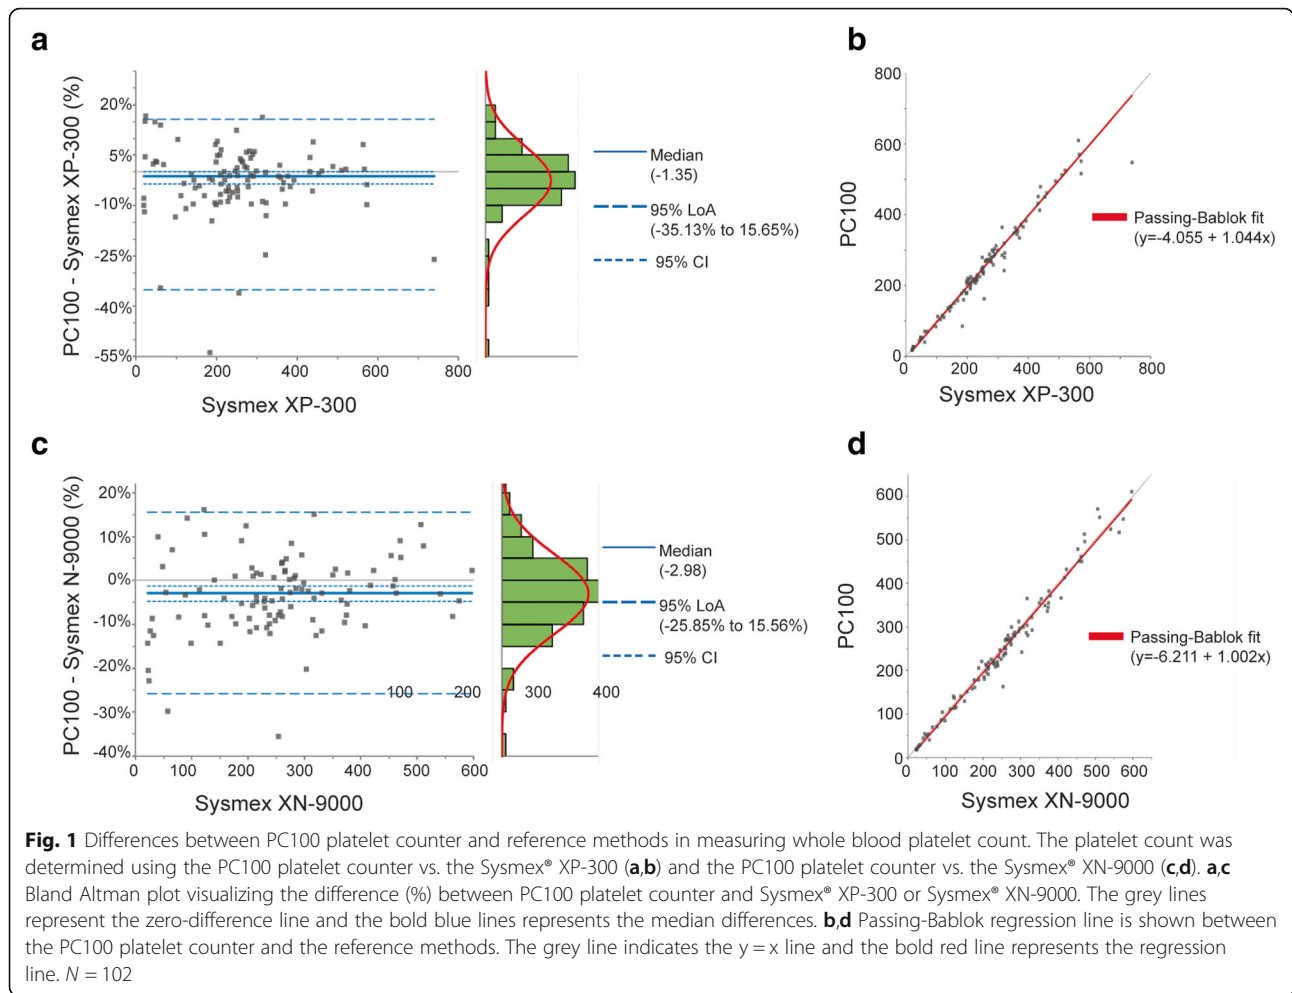 a
PC100 - Sysmex XP-300 (%)
20%
5%
-10%
-25%
-40%
-55%
0
200
400
600
800
Sysmex XP-300
Median
(-1.35)
95% LoA
(-35.13% to 15.65%)
95% CI
b
PC100
800
600
400
200
0
0
200
400
600
800
Sysmex XP-300
Passing-Bablok fit
(y=-4.055 + 1.044x)
c
PC100 - Sysmex N-9000 (%)
20%
10%
0%
-10%
-20%
-30%
-40%
0
100
200
300
400
500
600
100
200
300
400
Sysmex XN-9000
Median
(-2.98)
95% LoA
(-25.85% to 15.56%)
95% CI
d
PC100
600
500
400
300
200
100
0
0
100
200
300
400
500
600
Sysmex XN-9000
Passing-Bablok fit
(y=-6.211 + 1.002x)
Fig. 1 Differences between PC100 platelet counter and reference methods in measuring whole blood platelet count. The platelet count was
determined using the PC100 platelet counter vs. the Sysmex® XP-300 (a,b) and the PC100 platelet counter vs. the Sysmex® XN-9000 (c,d). a,c
Bland Altman plot visualizing the difference (%) between PC100 platelet counter and Sysmex® XP-300 or Sysmex® XN-9000. The grey lines
represent the zero-difference line and the bold blue lines represents the median differences. b,d Passing-Bablok regression line is shown between
the PC100 platelet counter and the reference methods. The grey line indicates the y = x line and the bold red line represents the regression
line. N = 102